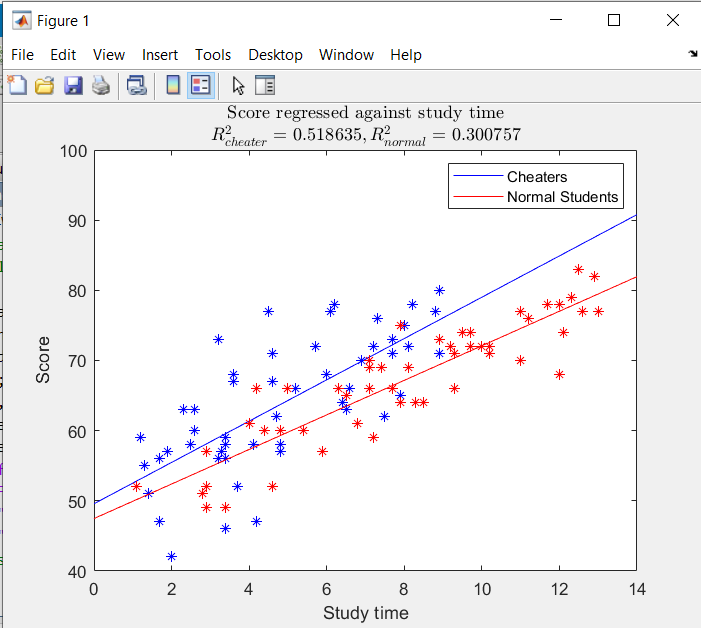 Figure 1
File Edit View Insert Tools Desktop Window Help
Score regressed against study time
R²cheater = 0.518635, R²normal = 0.300757
Cheaters
Normal Students
100
90
80
70
60
50
40
Score
0 2 4 6 8 10 12 14
Study time